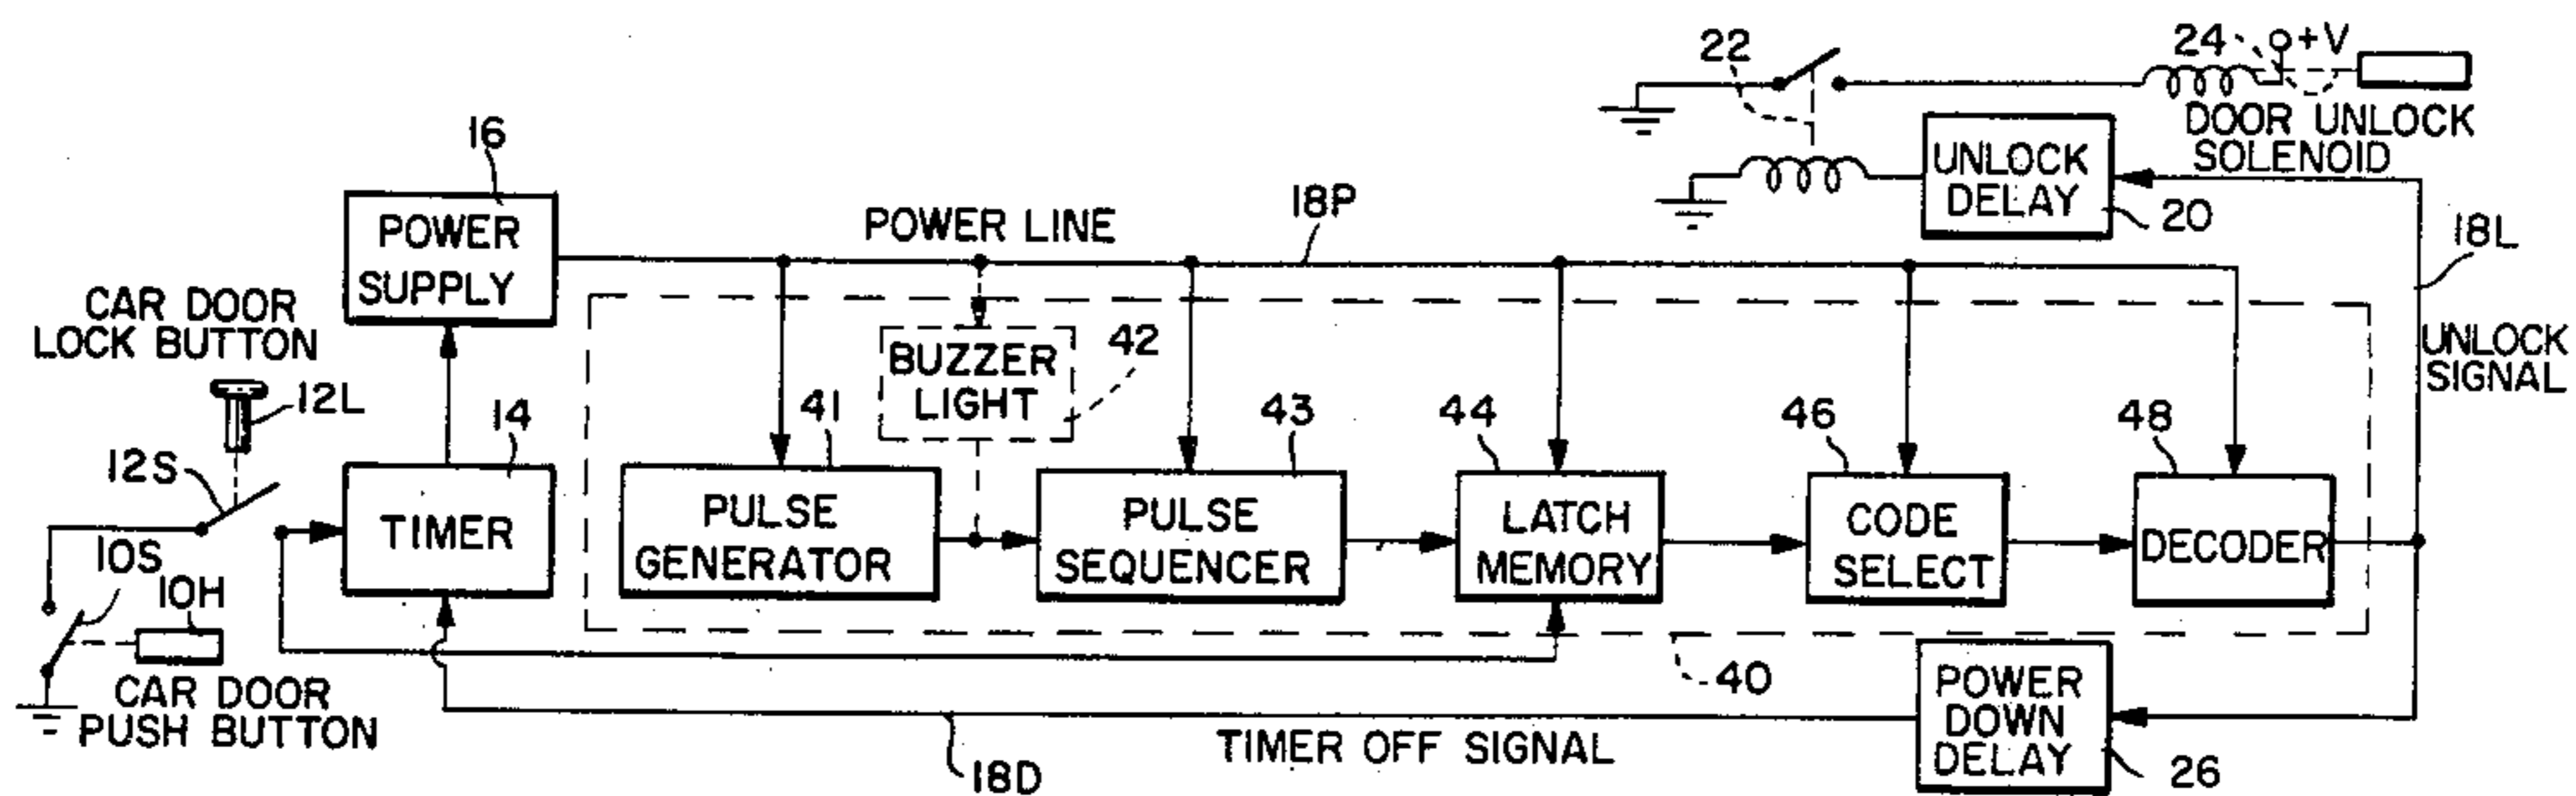 22
24
+V
DOOR UNLOCK
SOLENOID
UNLOCK
DELAY
20
16
POWER
SUPPLY
POWER LINE
18P
18L
UNLOCK
SIGNAL
CAR DOOR
LOCK BUTTON
12L
12S
14
TIMER
10S
10H
CAR DOOR
PUSH BUTTON
41
PULSE
GENERATOR
BUZZER
LIGHT
42
43
PULSE
SEQUENCER
44
LATCH
MEMORY
46
CODE
SELECT
48
DECODER
40
POWER
DOWN
DELAY
26
TIMER OFF SIGNAL
18D